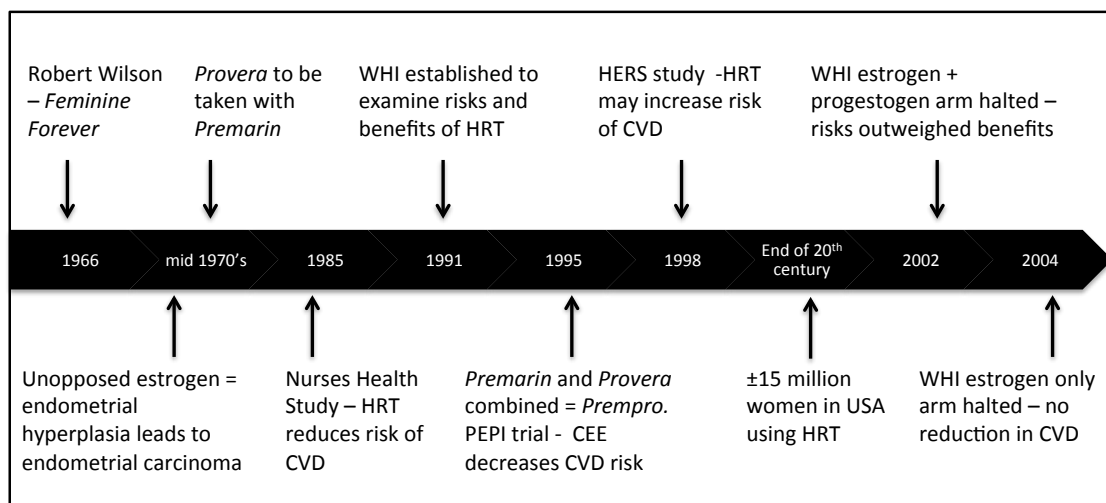 Robert Wilson
– Feminine
Forever
Provera to be
taken with
Premarin
WHI established to
examine risks and
benefits of HRT
HERS study -HRT
may increase risk
of CVD
WHI estrogen +
progestogen arm halted –
risks outweighed benefits
1966
mid 1970's
1985
1991
1995
1998
End of 20th
century
2002
2004
Unopposed estrogen =
endometrial
hyperplasia leads to
endometrial carcinoma
Nurses Health
Study – HRT
reduces risk of
CVD
Premarin and Provera
combined = Prempro.
PEPI trial - CEE
decreases CVD risk
±15 million
women in USA
using HRT
WHI estrogen only
arm halted – no
reduction in CVD